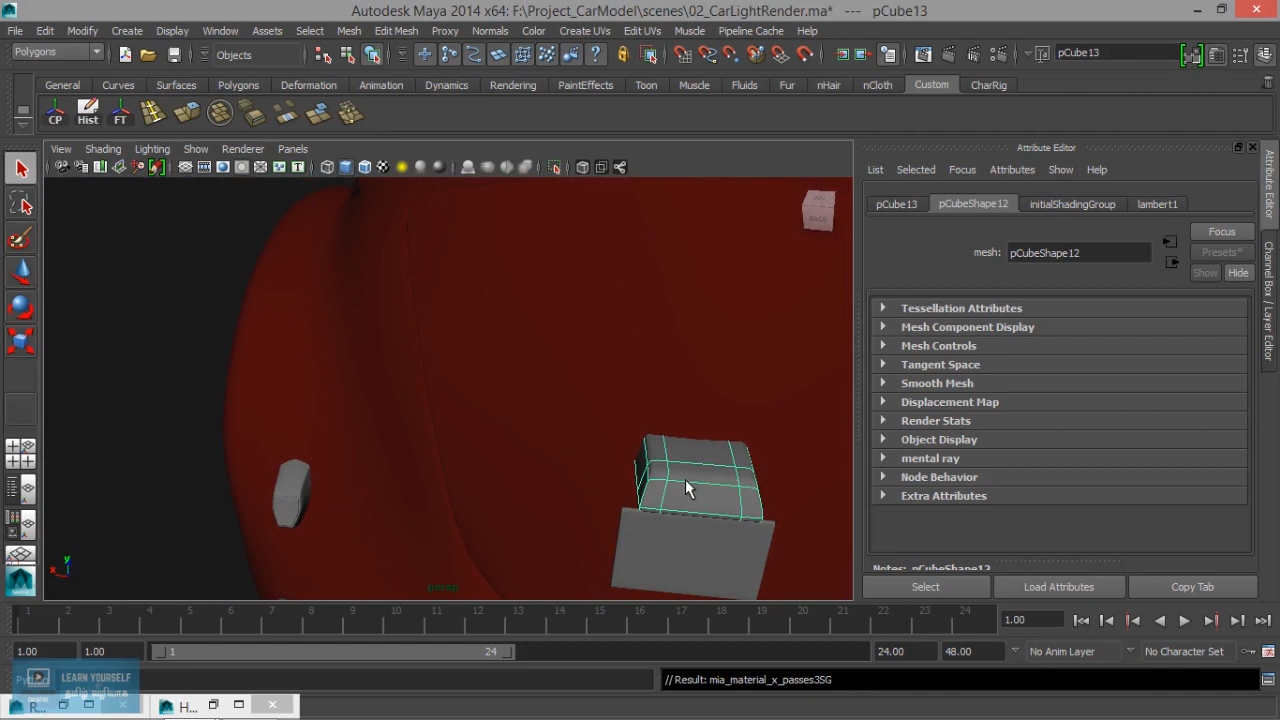 Autodesk Maya 2014 x64: F:\Project_CarModel\scenes\02_CarLightRender.ma* --- pCube13
File Edit Modify Create Display Window Assets Select Mesh Edit Mesh Proxy Normals Color Create UVs Edit UVs Muscle Pipeline Cache Help
Polygons Objects pCube13
General Curves Surfaces Polygons Deformation Animation Dynamics Rendering PaintEffects Toon Muscle Fluids Fur nHair nCloth Custom CharRig
CP Hist FT
View Shading Lighting Show Renderer Panels
Attribute Editor
List Selected Focus Attributes Show Help
pCube13 pCubeShape12 initialShadingGroup lambert1
BACK
Focus
mesh: pCubeShape12 Presets*
Show Hide
Tessellation Attributes
Mesh Component Display
Mesh Controls
Tangent Space
Smooth Mesh
Displacement Map
Render Stats
Object Display
mental ray
Node Behavior
Extra Attributes
Notes: pCubeShape12
Select Load Attributes Copy Tab
Attribute Editor
Channel Box / Layer Editor
y
x
persp
1 2 3 4 5 6 7 8 9 10 11 12 13 14 15 16 17 18 19 20 21 22 23 24 1.00
1.00 1.00 1 24 24.00 48.00 No Anim Layer No Character Set
LEARN YOURSELF
தமிழ் வழியாக
CREATIVE
// Result: mia_material_x_passes3SG
R... H...